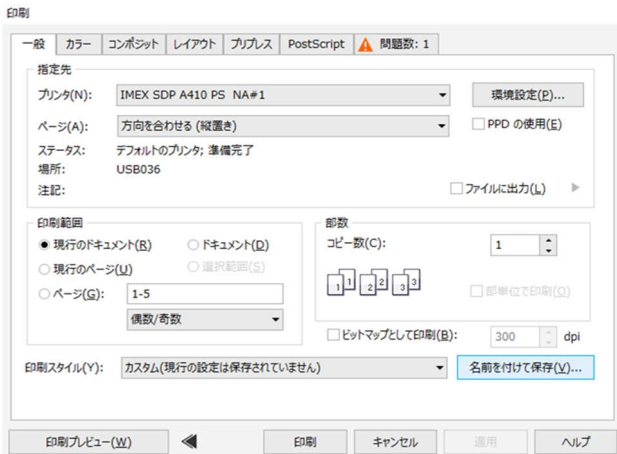 印刷
一般 カラー コンポジット レイアウト プリプレス PostScript 問題数: 1
指定先
プリンタ(N): IMEX SDP A410 PS NA#1 環境設定(P)...
ページ(A): 方向を合わせる (縦置き) PPD の使用(E)
ステータス: デフォルトのプリンタ; 準備完了
場所: USB036
注記: ファイルに出力(L)
印刷範囲 部数
現行のドキュメント(R) ドキュメント(D) コピー数(C): 1
現行のページ(U) 選択範囲(S)
1 1 2 2 3 3
ページ(G): 1-5 部単位で印刷(O)
偶数/奇数
ビットマップとして印刷(B): 300 dpi
印刷スタイル(Y): カスタム(現行の設定は保存されていません) 名前を付けて保存(V)...
印刷プレビュー(W) 印刷 キャンセル 適用 ヘルプ